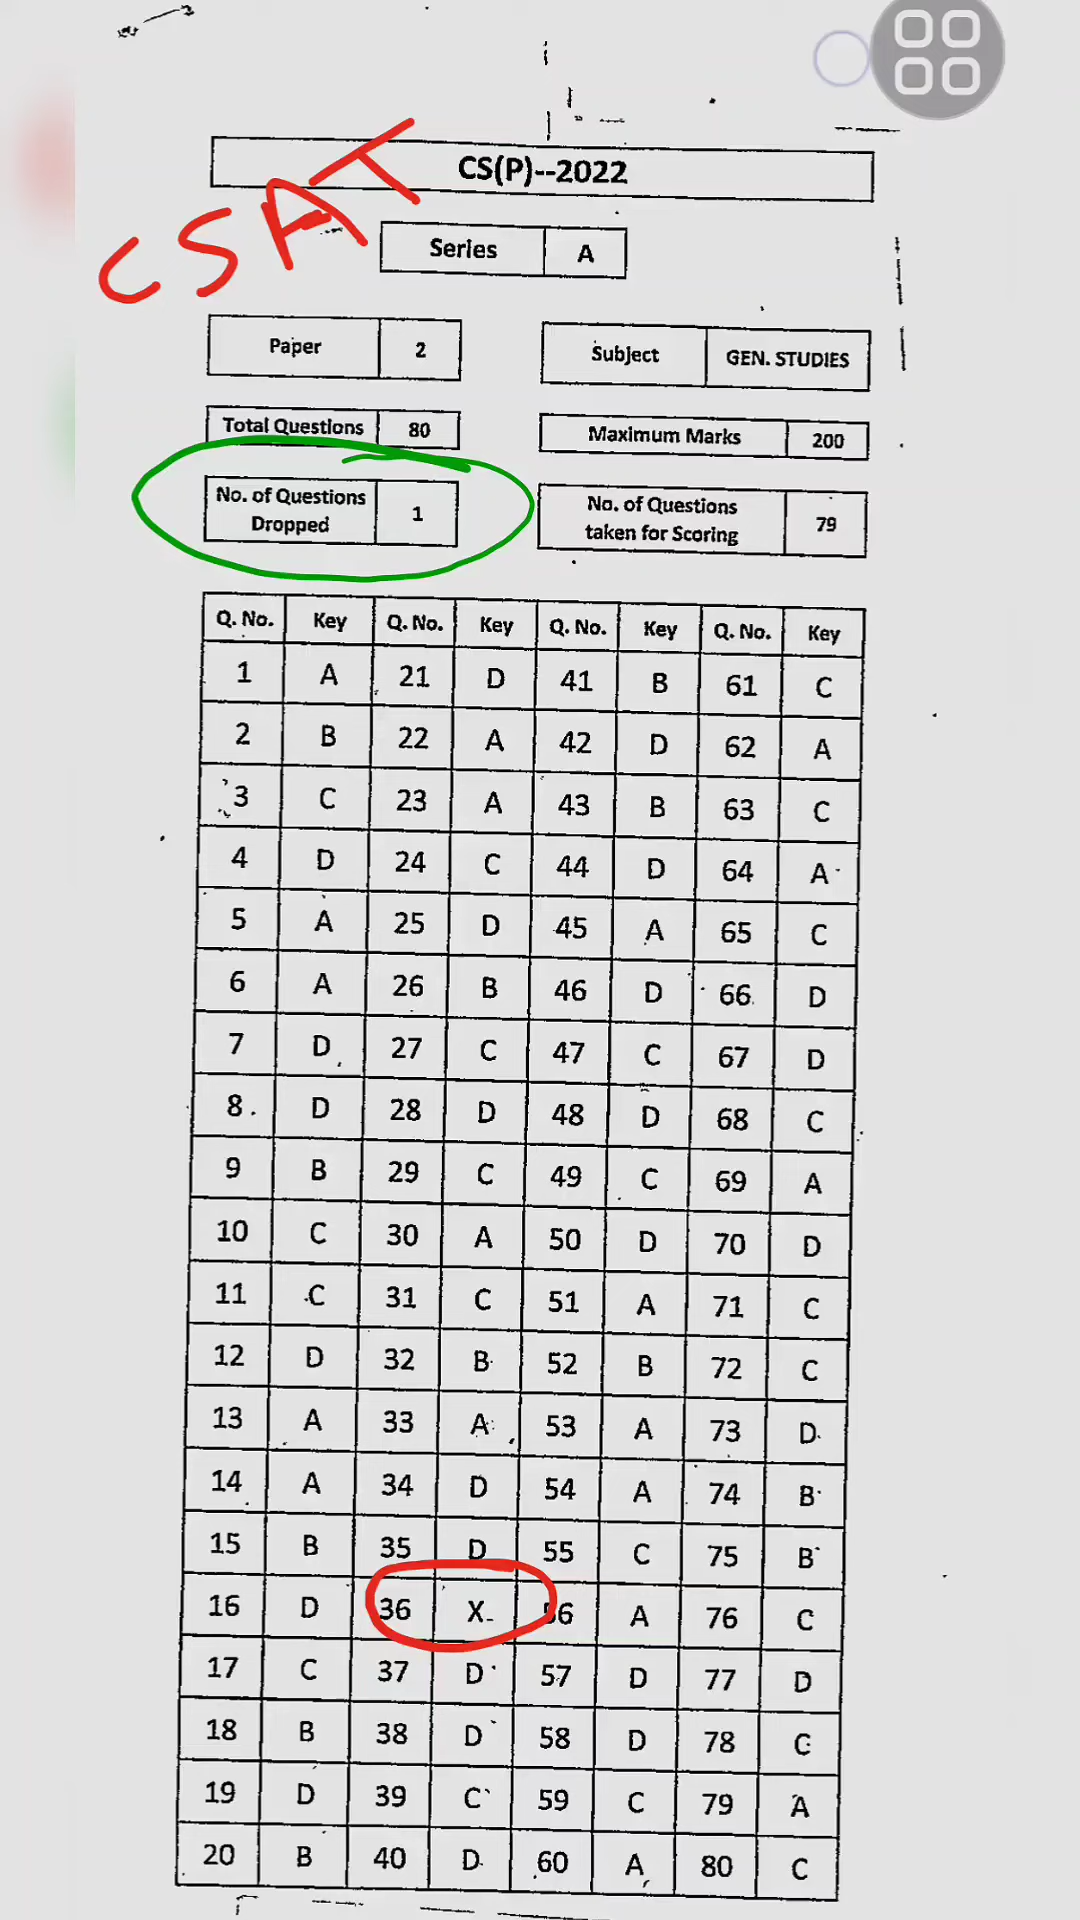 CS(P)--2022
CSAT
Series A
Paper 2 Subject GEN. STUDIES
Total Questions 80 Maximum Marks 200
No. of Questions Dropped 1 No. of Questions taken for Scoring 79
Q. No. Key Q. No. Key Q. No. Key Q. No. Key
1 A 21 D 41 B 61 C
2 B 22 A 42 D 62 A
3 C 23 A 43 B 63 C
4 D 24 C 44 D 64 A
5 A 25 D 45 A 65 C
6 A 26 B 46 D 66 D
7 D 27 C 47 C 67 D
8 D 28 D 48 D 68 C
9 B 29 C 49 C 69 A
10 C 30 A 50 D 70 D
11 C 31 C 51 A 71 C
12 D 32 B 52 B 72 C
13 A 33 A 53 A 73 D
14 A 34 D 54 A 74 B
15 B 35 D 55 C 75 B
16 D 36 X 56 A 76 C
17 C 37 D 57 D 77 D
18 B 38 D 58 D 78 C
19 D 39 C 59 C 79 A
20 B 40 D 60 A 80 C